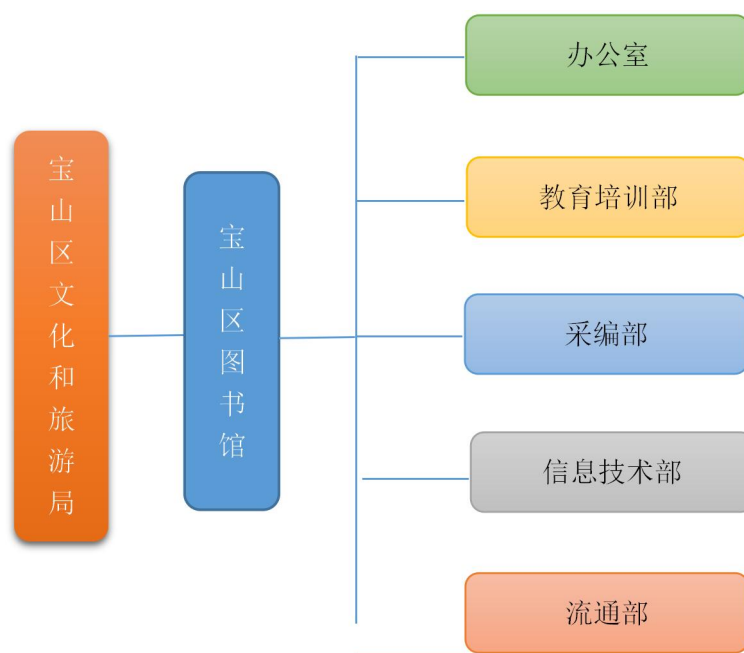 宝山区文化和旅游局
宝山区图书馆
办公室
教育培训部
采编部
信息技术部
流通部